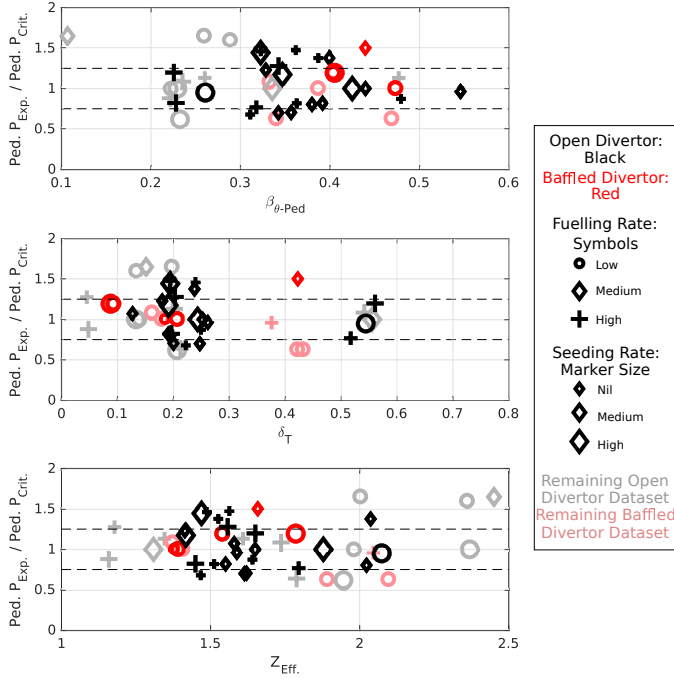 Ped. P_Exp. / Ped. P_Crit.
2
1.5
1
0.5
0
0.1
0.2
0.3
0.4
0.5
0.6
β_θ-Ped
Ped. P_Exp. / Ped. P_Crit.
2
1.5
1
0.5
0
0
0.1
0.2
0.3
0.4
0.5
0.6
0.7
0.8
δ_T
Ped. P_Exp. / Ped. P_Crit.
2
1.5
1
0.5
0
1
1.5
2
2.5
Z_Eff.
Open Divertor:
Black
Baffled Divertor:
Red
Fuelling Rate:
Symbols
Low
Medium
High
Seeding Rate:
Marker Size
Nil
Medium
High
Remaining Open
Divertor Dataset
Remaining Baffled
Divertor Dataset